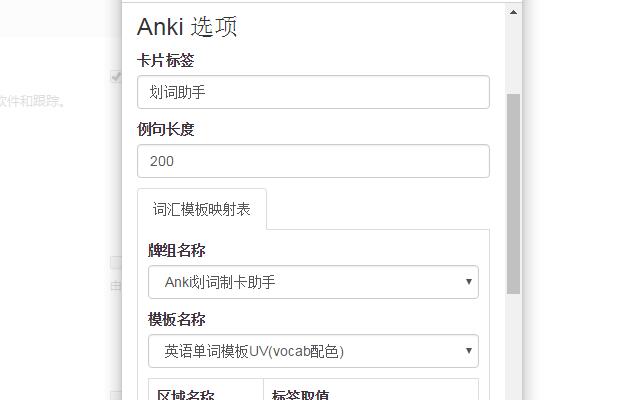 Anki 选项
卡片标签
划词助手
软件和跟踪。
例句长度
200
词汇模板映射表
牌组名称
Anki划词制卡助手
由
模板名称
英语单词模板UV(vocab配色)
区域名称 标签取值